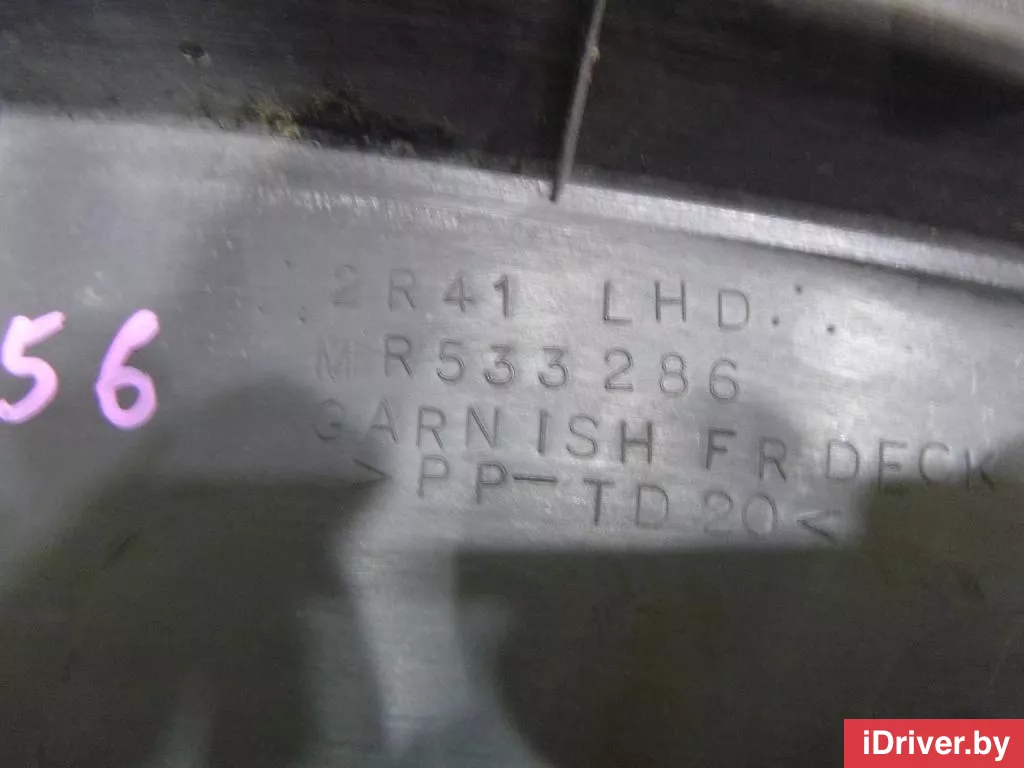 2R41 LHD
56
MR533286
GARNISH FR DECK
>PP-TD20<
iDriver.by